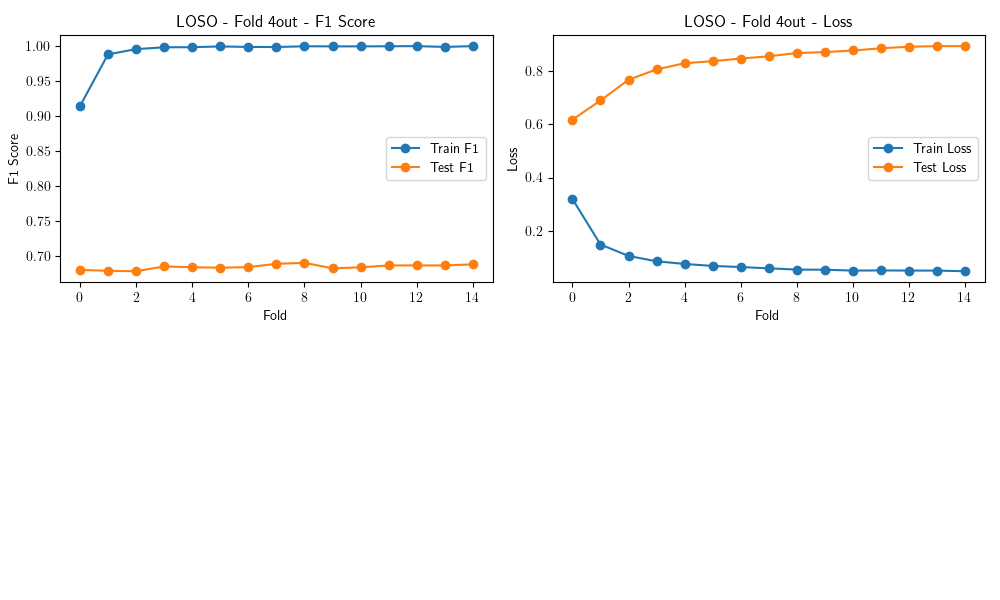 LOSO - Fold 4out - F1 Score
F1 Score
1.00
0.95
0.90
0.85
0.80
0.75
0.70
Train F1
Test F1
0 2 4 6 8 10 12 14
Fold
LOSO - Fold 4out - Loss
Loss
0.8
0.6
0.4
0.2
Train Loss
Test Loss
0 2 4 6 8 10 12 14
Fold